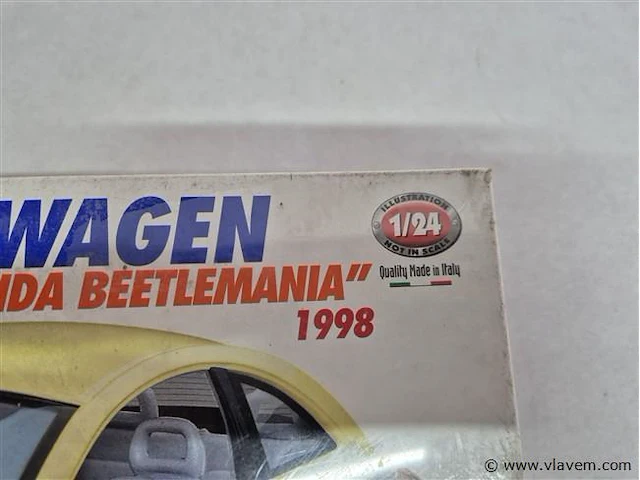 WAGEN
NDA BEETLEMANIA"
1998
ILLUSTRATION
1/24
NOT IN SCALE
Quality Made in Italy
© www.vlavem.com